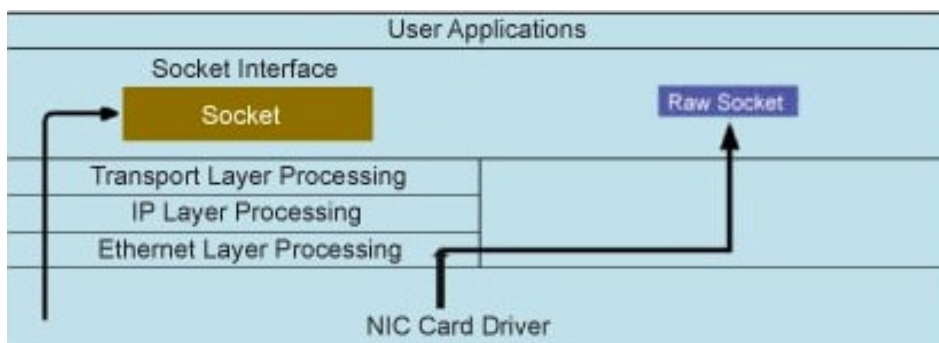 User Applications
Socket Interface
Socket
Raw Socket
Transport Layer Processing
IP Layer Processing
Ethernet Layer Processing
NIC Card Driver